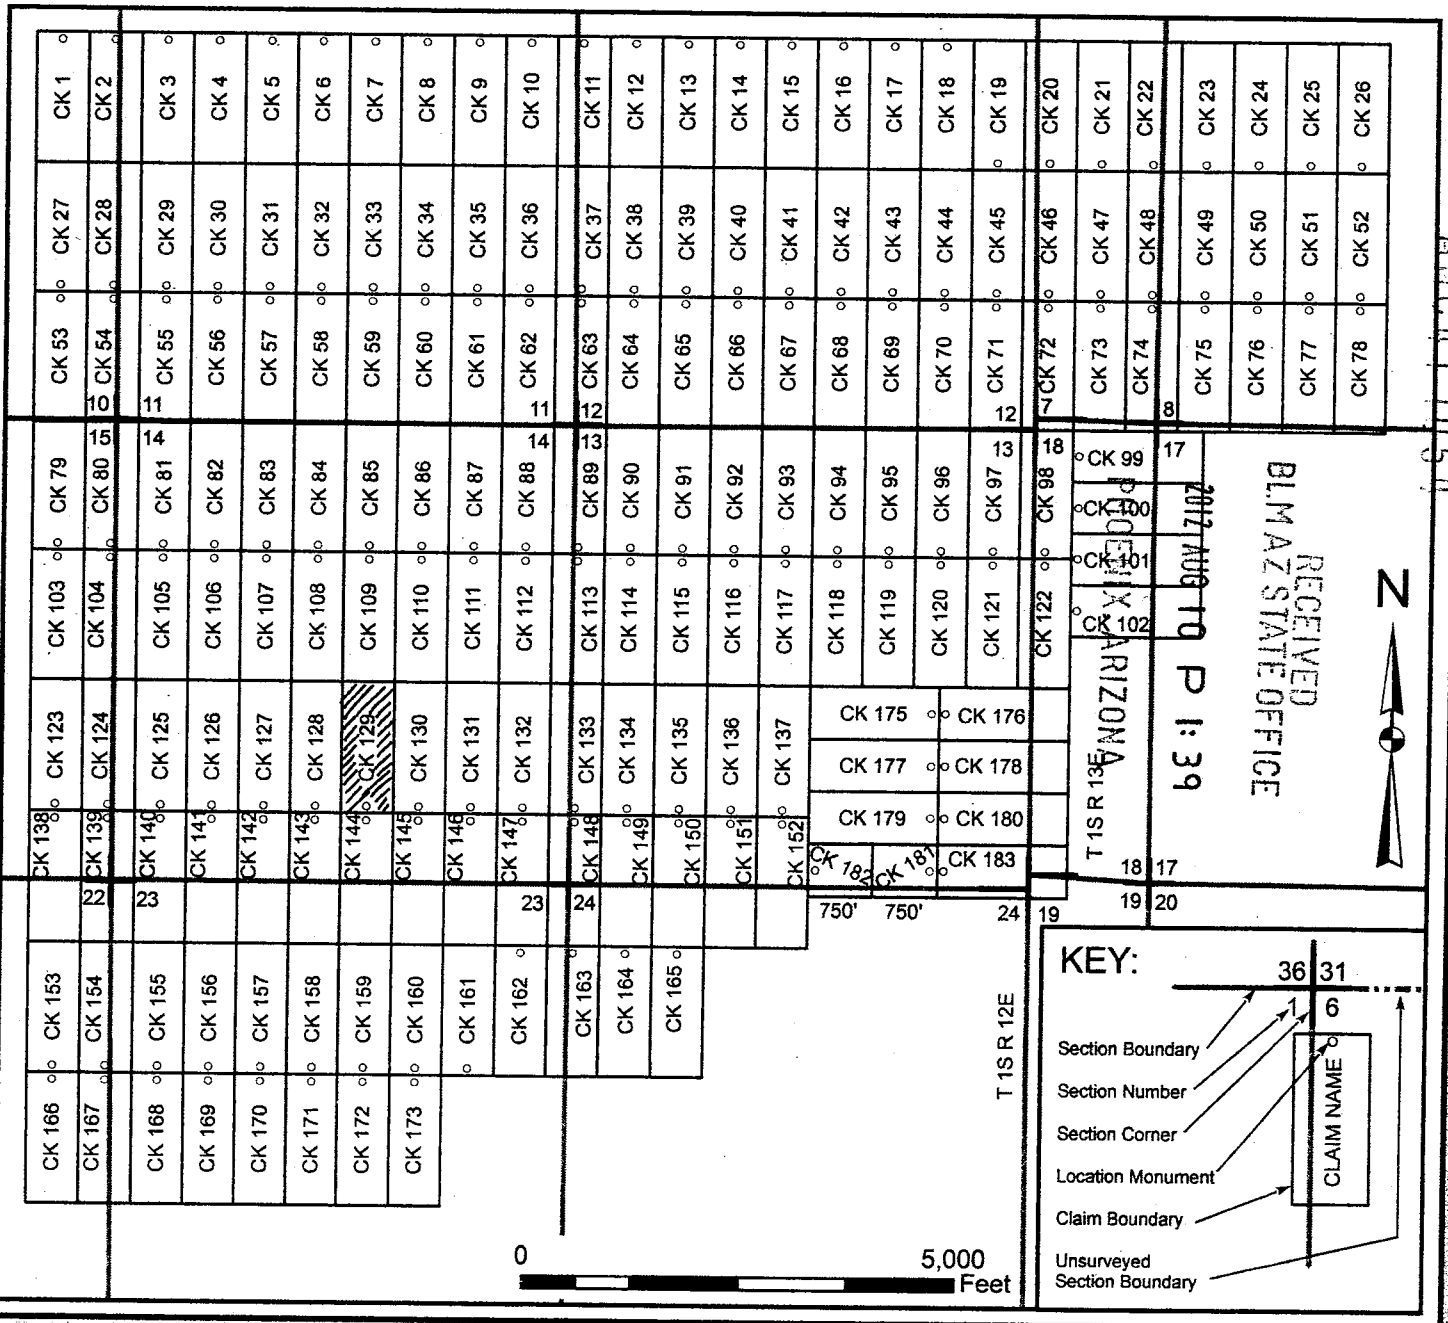 CK 1 CK 2 CK 3 CK 4 CK 5 CK 6 CK 7 CK 8 CK 9 CK 10 CK 11 CK 12 CK 13 CK 14 CK 15 CK 16 CK 17 CK 18 CK 19 CK 20 CK 21 CK 22 CK 23 CK 24 CK 25 CK 26
CK 27 CK 28 CK 29 CK 30 CK 31 CK 32 CK 33 CK 34 CK 35 CK 36 CK 37 CK 38 CK 39 CK 40 CK 41 CK 42 CK 43 CK 44 CK 45 CK 46 CK 47 CK 48 CK 49 CK 50 CK 51 CK 52
CK 53 CK 54 CK 55 CK 56 CK 57 CK 58 CK 59 CK 60 CK 61 CK 62 CK 63 CK 64 CK 65 CK 66 CK 67 CK 68 CK 69 CK 70 CK 71 CK 72 CK 73 CK 74 CK 75 CK 76 CK 77 CK 78
10 11 11 12 12 7 8
15 14 14 13 13 18 17
CK 79 CK 80 CK 81 CK 82 CK 83 CK 84 CK 85 CK 86 CK 87 CK 88 CK 89 CK 90 CK 91 CK 92 CK 93 CK 94 CK 95 CK 96 CK 97 CK 98
CK 99
CK 100
CK 101
CK 102
CK 103 CK 104 CK 105 CK 106 CK 107 CK 108 CK 109 CK 110 CK 111 CK 112 CK 113 CK 114 CK 115 CK 116 CK 117 CK 118 CK 119 CK 120 CK 121 CK 122
CK 123 CK 124 CK 125 CK 126 CK 127 CK 128 CK 129 CK 130 CK 131 CK 132 CK 133 CK 134 CK 135 CK 136 CK 137
CK 175 CK 176
CK 177 CK 178
CK 179 CK 180
CK 182 CK 181 CK 183
CK 138 CK 139 CK 140 CK 141 CK 142 CK 143 CK 144 CK 145 CK 146 CK 147 CK 148 CK 149 CK 150 CK 151 CK 152
18 17
22 23 23 24 24 19 19 20
750' 750'
CK 153 CK 154 CK 155 CK 156 CK 157 CK 158 CK 159 CK 160 CK 161 CK 162 CK 163 CK 164 CK 165
CK 166 CK 167 CK 168 CK 169 CK 170 CK 171 CK 172 CK 173
T 1S R 12E
T 1S R 13E
RECEIVED
BLM AZ STATE OFFICE
2012 AUG 10 P 1:39
ARIZONA
N
0 5,000
Feet
KEY:
36 31
1 6
Section Boundary
Section Number
Section Corner
Location Monument
Claim Boundary
Unsurveyed
Section Boundary
CLAIM NAME